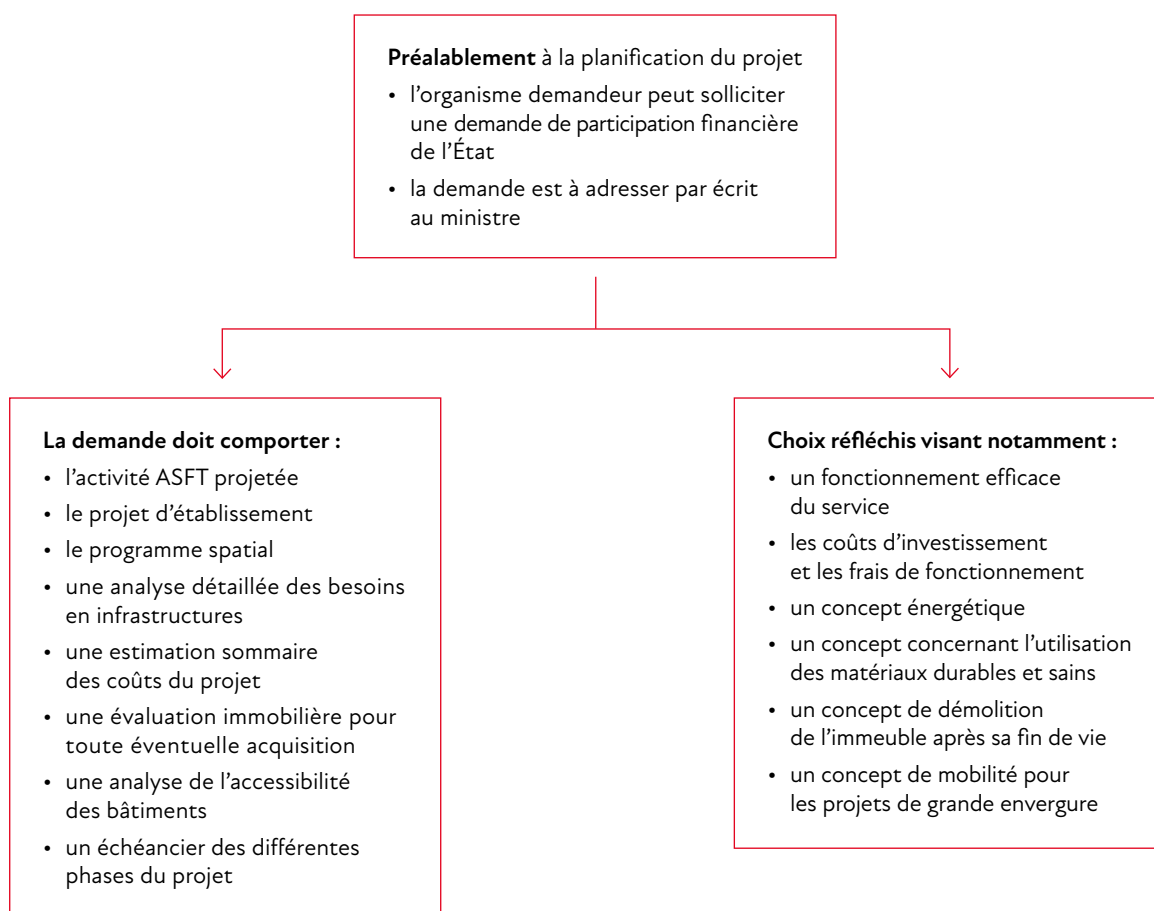 Préalablement à la planification du projet
• l’organisme demandeur peut solliciter
une demande de participation financière
de l’État
• la demande est à adresser par écrit
au ministre
La demande doit comporter :
• l’activité ASFT projetée
• le projet d’établissement
• le programme spatial
• une analyse détaillée des besoins
en infrastructures
• une estimation sommaire
des coûts du projet
• une évaluation immobilière pour
toute éventuelle acquisition
• une analyse de l’accessibilité
des bâtiments
• un échéancier des différentes
phases du projet
Choix réfléchis visant notamment :
• un fonctionnement efficace
du service
• les coûts d’investissement
et les frais de fonctionnement
• un concept énergétique
• un concept concernant l’utilisation
des matériaux durables et sains
• un concept de démolition
de l’immeuble après sa fin de vie
• un concept de mobilité pour
les projets de grande envergure